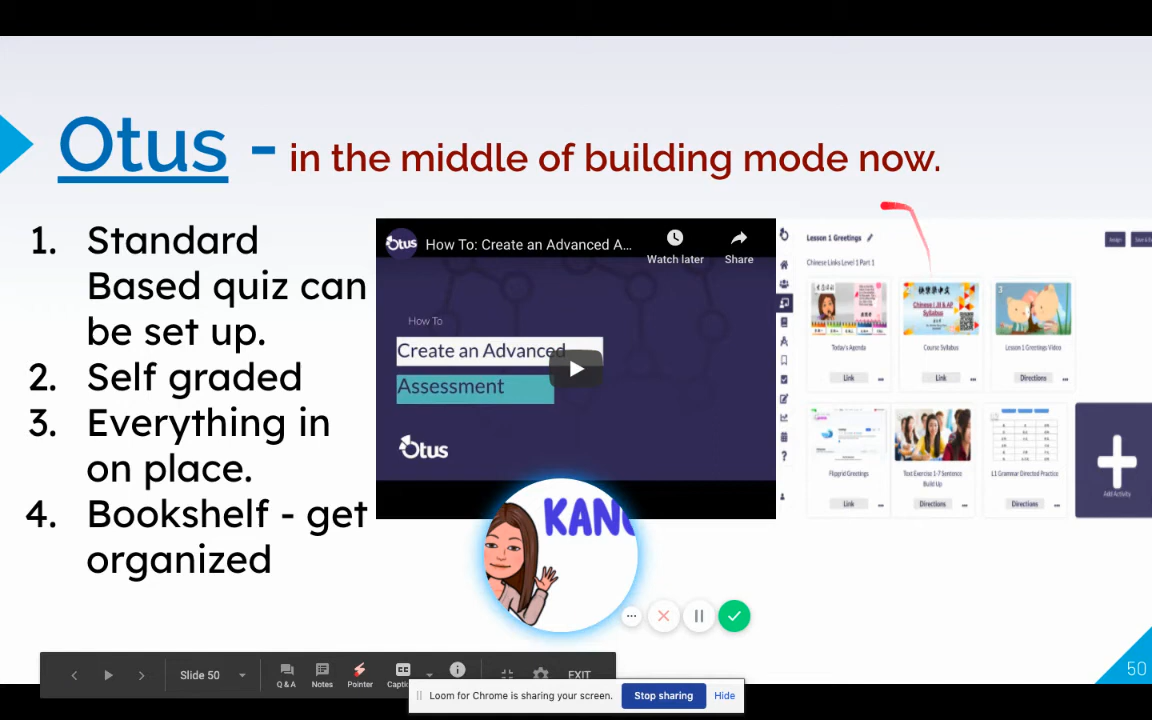 Otus - in the middle of building mode now.
1. Standard
Based quiz can
be set up.
2. Self graded
3. Everything in
on place.
4. Bookshelf - get
organized
Otus
How To: Create an Advanced A...
Watch later
Share
How To
Create an Advanced
Assessment
Otus
Lesson 1 Greetings
Chinese Links Level 1 Part 1
Assign
Today's Agenda
Course Syllabus
Lesson 1 Greetings Video
Link
Link
Directions
Flipgrid Greetings
Text Exercise 1-7 Sentence
Build Up
L1 Grammar Directed Practice
Link
Directions
Directions
Add Activity
KANG
Slide 50
Q & A
Notes
Pointer
EXIT
50
Loom for Chrome is sharing your screen.
Stop sharing
Hide